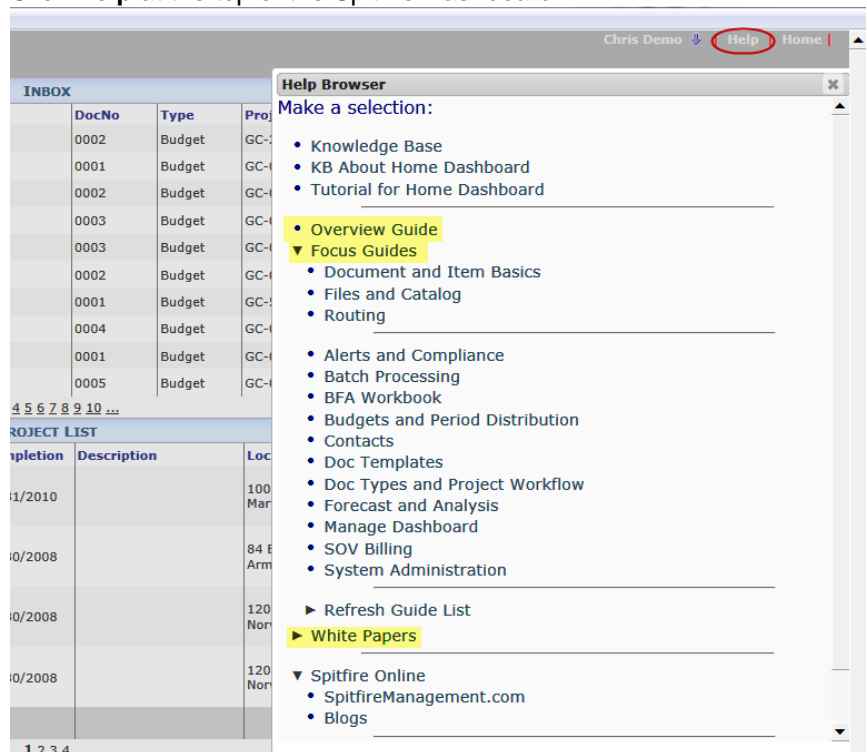 Chris Demo | Help | Home |
INBOX
DocNo Type
0002 Budget
0001 Budget
0002 Budget
0003 Budget
0003 Budget
0002 Budget
0001 Budget
0004 Budget
0001 Budget
0005 Budget
4 5 6 7 8 9 10 ...
Description
1/2010
100
0/2008
84
0/2008
120
0/2008
120
1 2 3 4
Help Browser
Make a selection:
• Knowledge Base
• KB About Home Dashboard
• Tutorial for Home Dashboard
• Overview Guide
▼ Focus Guides
• Document and Item Basics
• Files and Catalog
• Routing
• Alerts and Compliance
• Batch Processing
• BFA Workbook
• Budgets and Period Distribution
• Contacts
• Doc Templates
• Doc Types and Project Workflow
• Forecast and Analysis
• Manage Dashboard
• SOV Billing
• System Administration
► Refresh Guide List
► White Papers
▼ Spitfire Online
• SpitfireManagement.com
• Blogs